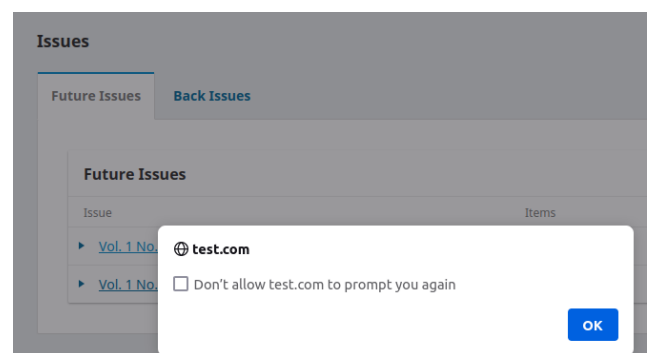 Issues
Future Issues Back Issues
Future Issues
Issue Items
Vol. 1 No.
Vol. 1 No.
test.com
Don’t allow test.com to prompt you again
OK